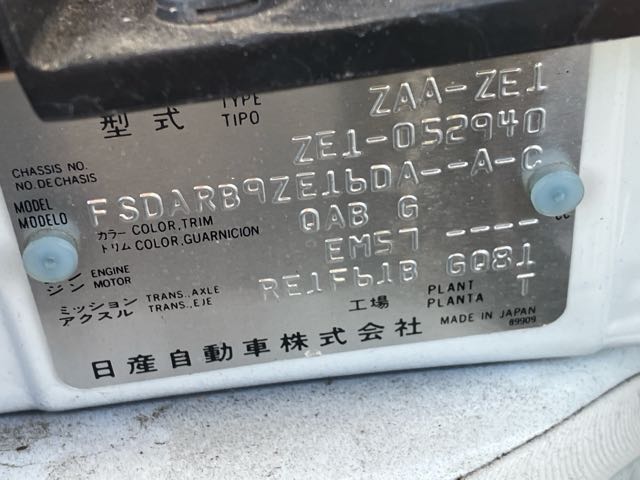 型式 TYPE TIPO ZAA-ZE1
CHASSIS NO. NO. DE CHASIS ZE1-052940
MODEL MODELO FSDARB9ZE16DA--A-C
カラー COLOR,TRIM トリム COLOR,GUARNICION QAB G
ENGINE MOTOR EM57 ----
ミッション TRANS.,AXLE アクスル TRANS.,EJE RE1F61B GQ81
工場 PLANT PLANTA T
日産自動車株式会社 MADE IN JAPAN
89909